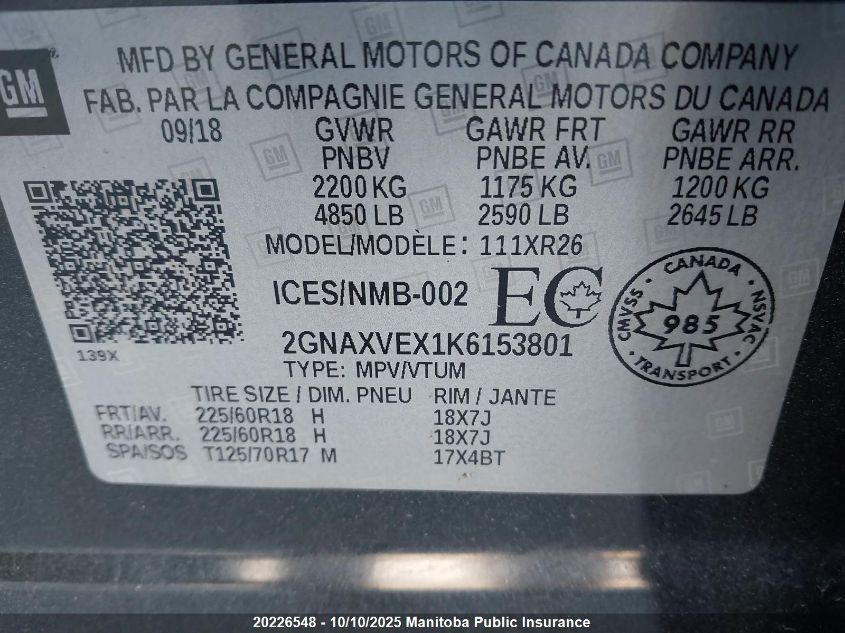 GM
MFD BY GENERAL MOTORS OF CANADA COMPANY
FAB. PAR LA COMPAGNIE GENERAL MOTORS DU CANADA
09/18 GVWR GAWR FRT GAWR RR
PNBV PNBE AV. PNBE ARR.
2200 KG 1175 KG 1200 KG
4850 LB 2590 LB 2645 LB
MODEL/MODÈLE: 111XR26
ICES/NMB-002 EC
CANADA
CMVSS 985 NSVAC
TRANSPORT
139X
2GNAXVEX1K6153801
TYPE: MPV/VTUM
TIRE SIZE / DIM. PNEU RIM / JANTE
FRT/AV. 225/60R18 H 18X7J
RR/ARR. 225/60R18 H 18X7J
SPA/SOS T125/70R17 M 17X4BT
20226548 - 10/10/2025 Manitoba Public Insurance